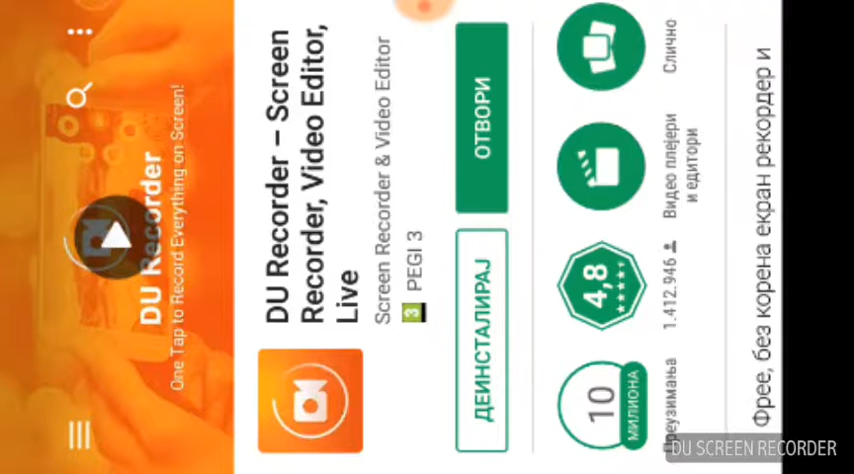 DU Recorder
One Tap to Record Everything on Screen!
DU Recorder – Screen
Recorder, Video Editor,
Live
Screen Recorder & Video Editor
3 PEGI 3
ДЕИНСТАЛИРАЈ
ОТВОРИ
10
МИЛИОНА
Преузимања
4,8
1.412.946
Видео плејери
и едитори
Слично
Фрее, без корена екран рекордер и
DU SCREEN RECORDER